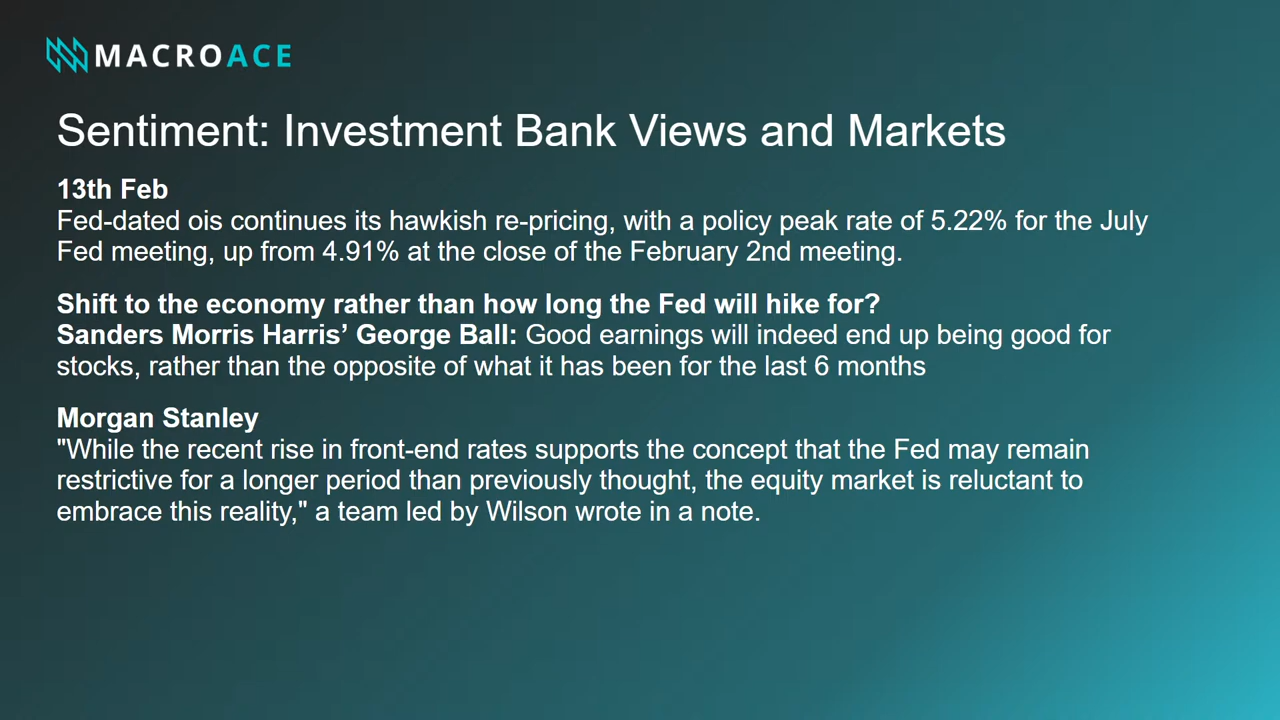 MACROACE
Sentiment: Investment Bank Views and Markets
13th Feb
Fed-dated ois continues its hawkish re-pricing, with a policy peak rate of 5.22% for the July
Fed meeting, up from 4.91% at the close of the February 2nd meeting.
Shift to the economy rather than how long the Fed will hike for?
Sanders Morris Harris’ George Ball: Good earnings will indeed end up being good for
stocks, rather than the opposite of what it has been for the last 6 months
Morgan Stanley
"While the recent rise in front-end rates supports the concept that the Fed may remain
restrictive for a longer period than previously thought, the equity market is reluctant to
embrace this reality," a team led by Wilson wrote in a note.